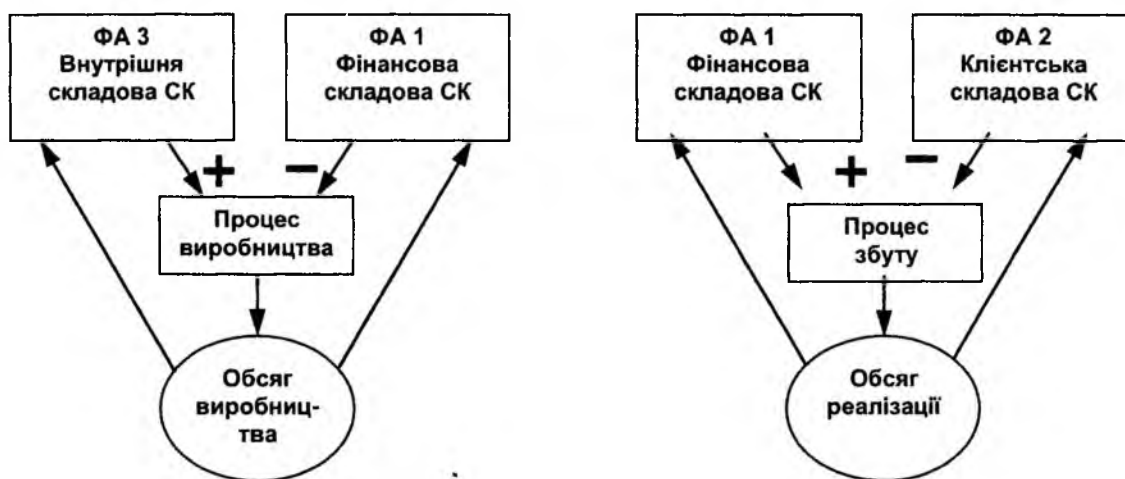 ФА 3
Внутрішня
складова СК
ФА 1
Фінансова
складова СК
+ −
Процес
виробництва
Обсяг
виробниц-
тва
ФА 1
Фінансова
складова СК
ФА 2
Клієнтська
складова СК
+ −
Процес
збуту
Обсяг
реалізації